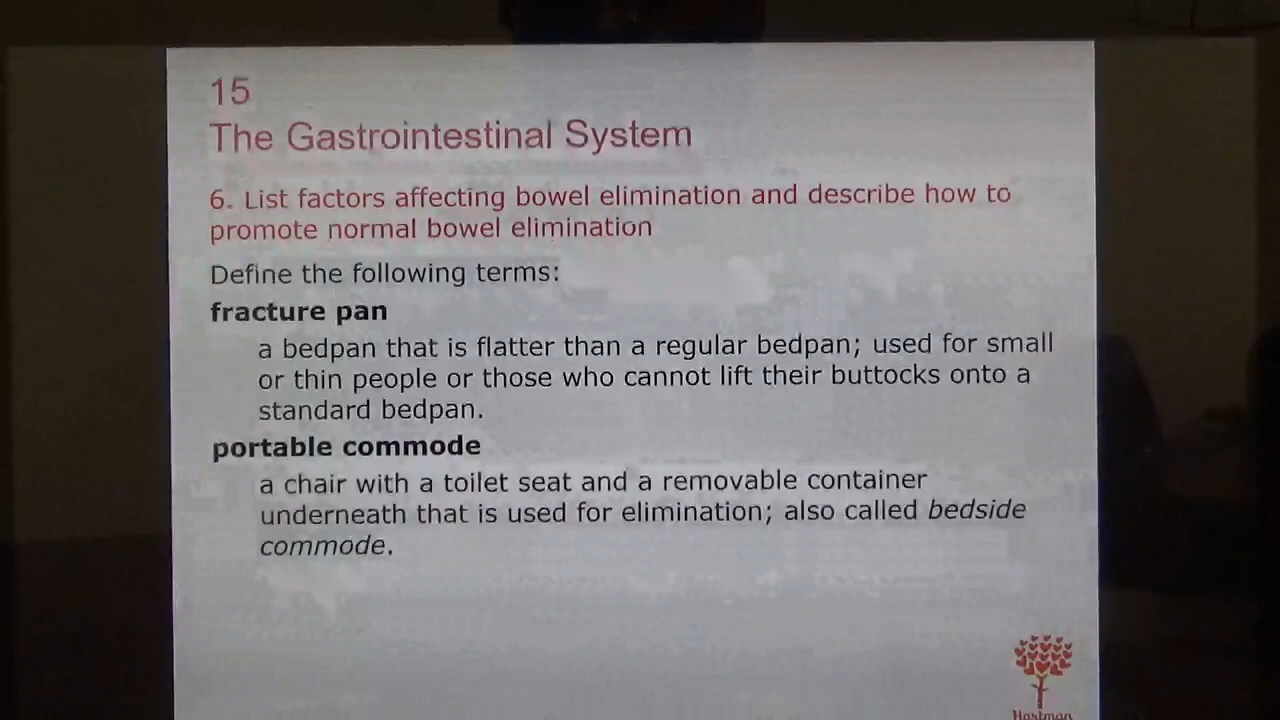 15
The Gastrointestinal System
6. List factors affecting bowel elimination and describe how to
promote normal bowel elimination
Define the following terms:
fracture pan
a bedpan that is flatter than a regular bedpan; used for small
or thin people or those who cannot lift their buttocks onto a
standard bedpan.
portable commode
a chair with a toilet seat and a removable container
underneath that is used for elimination; also called bedside
commode.
Hartman